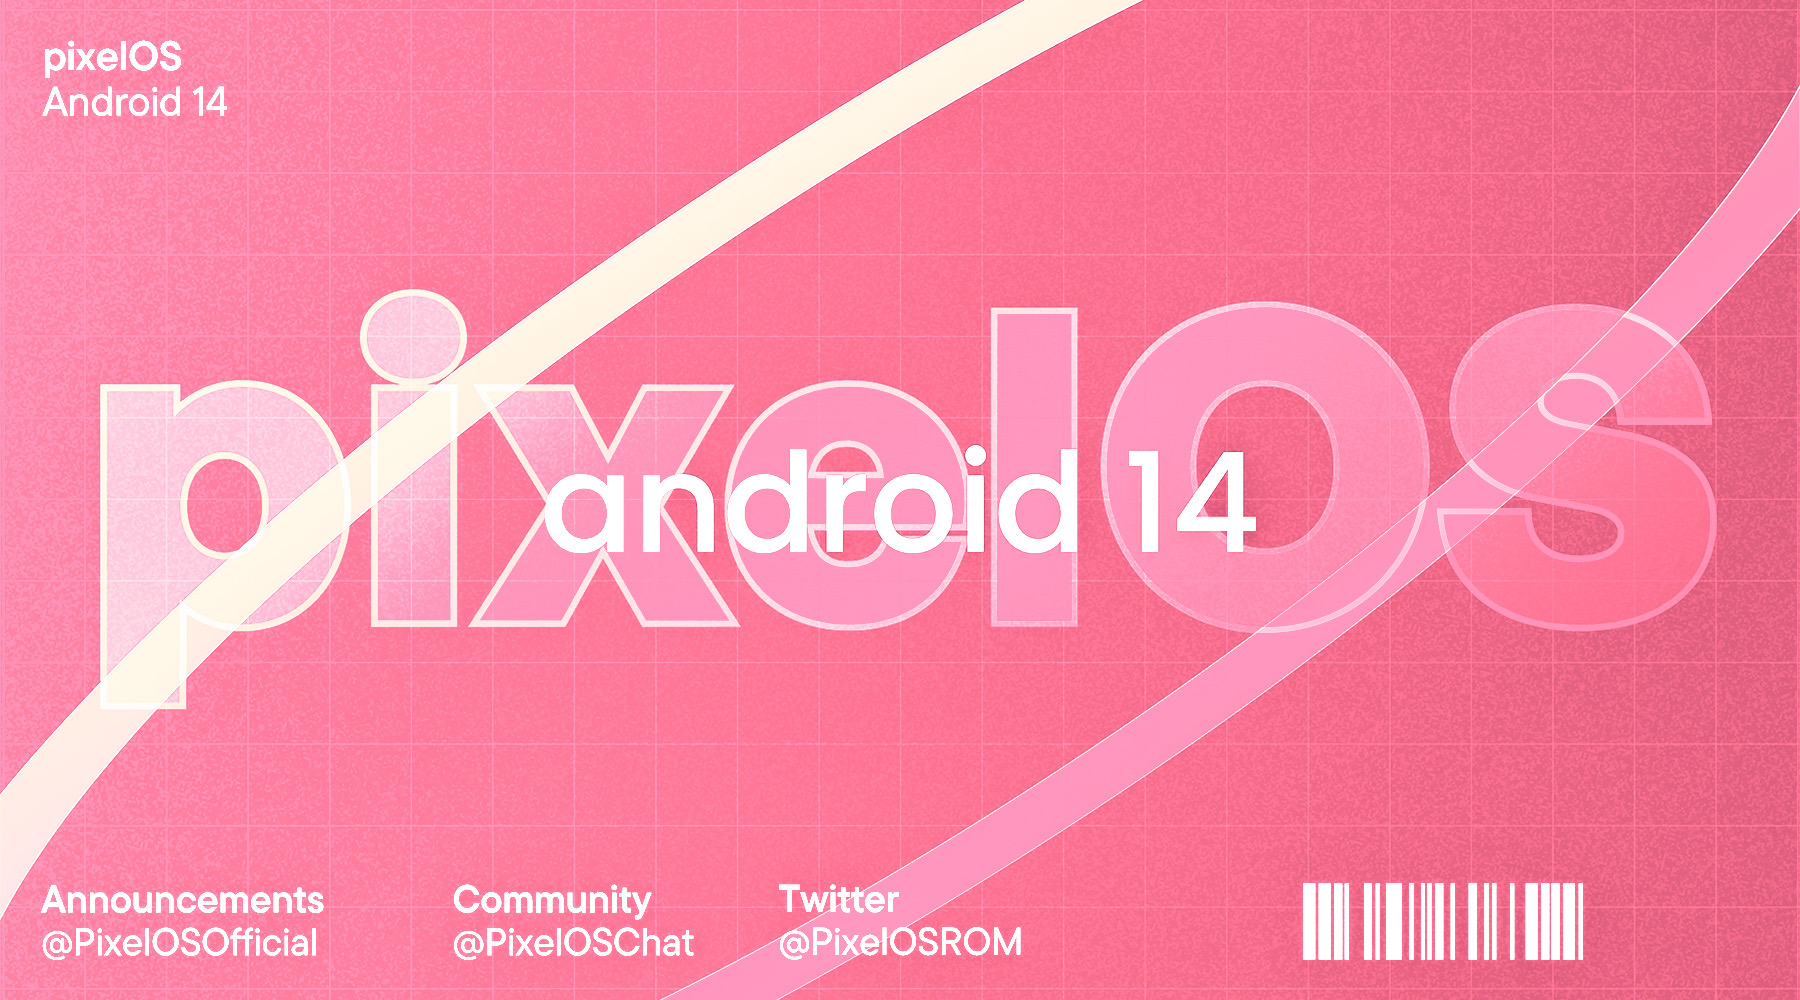 pixelOS
Android 14
pixelOS
android 14
Announcements
@PixelOSOfficial
Community
@PixelOSChat
Twitter
@PixelOSROM